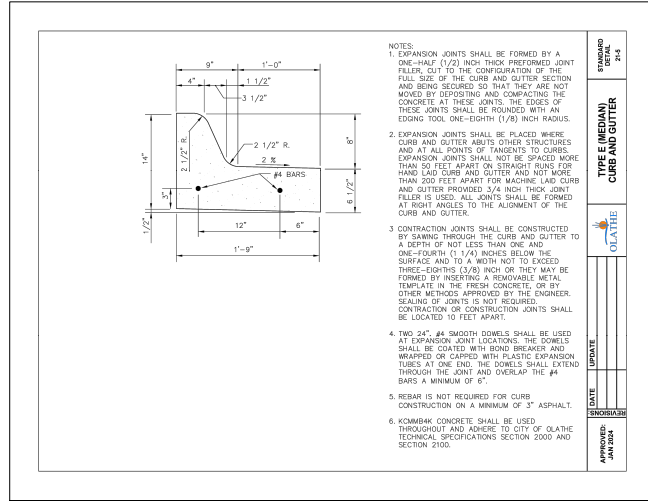 9"
1'-0"
4"
1 1/2"
3 1/2"
2 1/2" R.
2 1/2" R.
2 %
#4 BARS
14"
8"
6 1/2"
3"
1/2"
12"
6"
1'-9"
NOTES:
1. EXPANSION JOINTS SHALL BE FORMED BY A
ONE-HALF (1/2) INCH THICK PREFORMED JOINT
FILLER, CUT TO THE CONFIGURATION OF THE
FULL SIZE OF THE CURB AND GUTTER SECTION
AND BEING SECURED SO THAT THEY ARE NOT
MOVED BY DEPOSITING AND COMPACTING THE
CONCRETE AT THESE JOINTS. THE EDGES OF
THESE JOINTS SHALL BE ROUNDED WITH AN
EDGING TOOL ONE-EIGHTH (1/8) INCH RADIUS.
2. EXPANSION JOINTS SHALL BE PLACED WHERE
CURB AND GUTTER ABUTS OTHER STRUCTURES
AND AT ALL POINTS OF TANGENTS TO CURBS.
EXPANSION JOINTS SHALL NOT BE SPACED MORE
THAN 50 FEET APART ON STRAIGHT RUNS FOR
HAND LAID CURB AND GUTTER AND NOT MORE
THAN 200 FEET APART FOR MACHINE LAID CURB
AND GUTTER PROVIDED 3/4 INCH THICK JOINT
FILLER IS USED. ALL JOINTS SHALL BE FORMED
AT RIGHT ANGLES TO THE ALIGNMENT OF THE
CURB AND GUTTER.
3 CONTRACTION JOINTS SHALL BE CONSTRUCTED
BY SAWING THROUGH THE CURB AND GUTTER TO
A DEPTH OF NOT LESS THAN ONE AND
ONE-FOURTH (1 1/4) INCHES BELOW THE
SURFACE AND TO A WIDTH NOT TO EXCEED
THREE-EIGHTHS (3/8) INCH OR THEY MAY BE
FORMED BY INSERTING A REMOVABLE METAL
TEMPLATE IN THE FRESH CONCRETE, OR BY
OTHER METHODS APPROVED BY THE ENGINEER.
SEALING OF JOINTS IS NOT REQUIRED.
CONTRACTION OR CONSTRUCTION JOINTS SHALL
BE LOCATED 10 FEET APART.
4. TWO 24", #4 SMOOTH DOWELS SHALL BE USED
AT EXPANSION JOINT LOCATIONS. THE DOWELS
SHALL BE COATED WITH BOND BREAKER AND
WRAPPED OR CAPPED WITH PLASTIC EXPANSION
TUBES AT ONE END. THE DOWELS SHALL EXTEND
THROUGH THE JOINT AND OVERLAP THE #4
BARS A MINIMUM OF 6".
5. REBAR IS NOT REQUIRED FOR CURB
CONSTRUCTION ON A MINIMUM OF 3" ASPHALT.
6. KCMMB4K CONCRETE SHALL BE USED
THROUGHOUT AND ADHERE TO CITY OF OLATHE
TECHNICAL SPECIFICATIONS SECTION 2000 AND
SECTION 2100.
STANDARD
DETAIL
21-5
TYPE E (MEDIAN)
CURB AND GUTTER
OLATHE
UPDATE
DATE
REVISIONS:
APPROVED:
JAN 2024